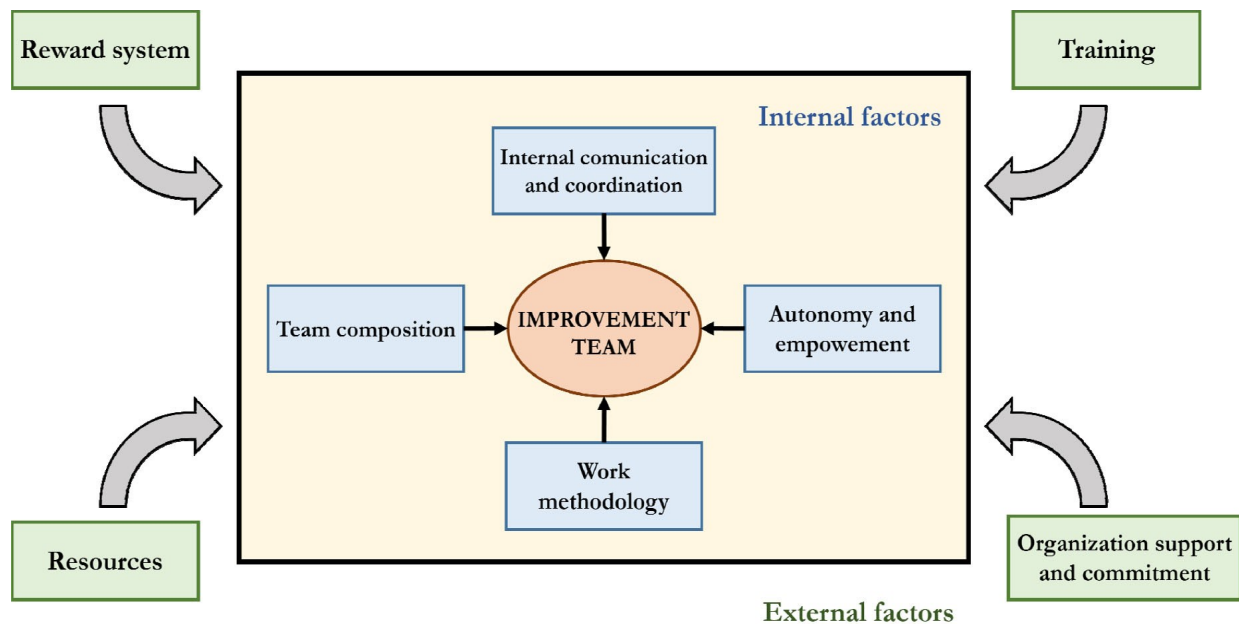 Reward system
Training
Internal factors
Internal comunication
and coordination
Team composition
IMPROVEMENT
TEAM
Autonomy and
empowement
Work
methodology
Resources
Organization support
and commitment
External factors